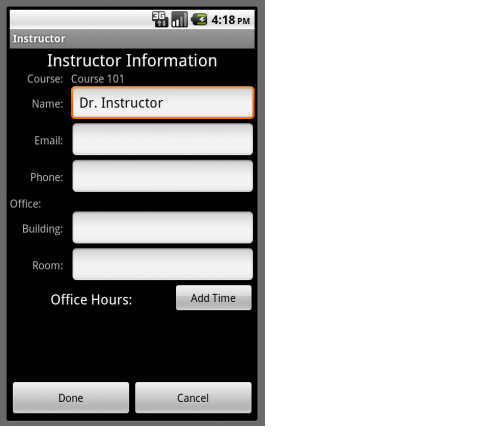 3G 4:18 PM
Instructor
Instructor Information
Course: Course 101
Name: Dr. Instructor
Email:
Phone:
Office:
Building:
Room:
Office Hours: Add Time
Done Cancel